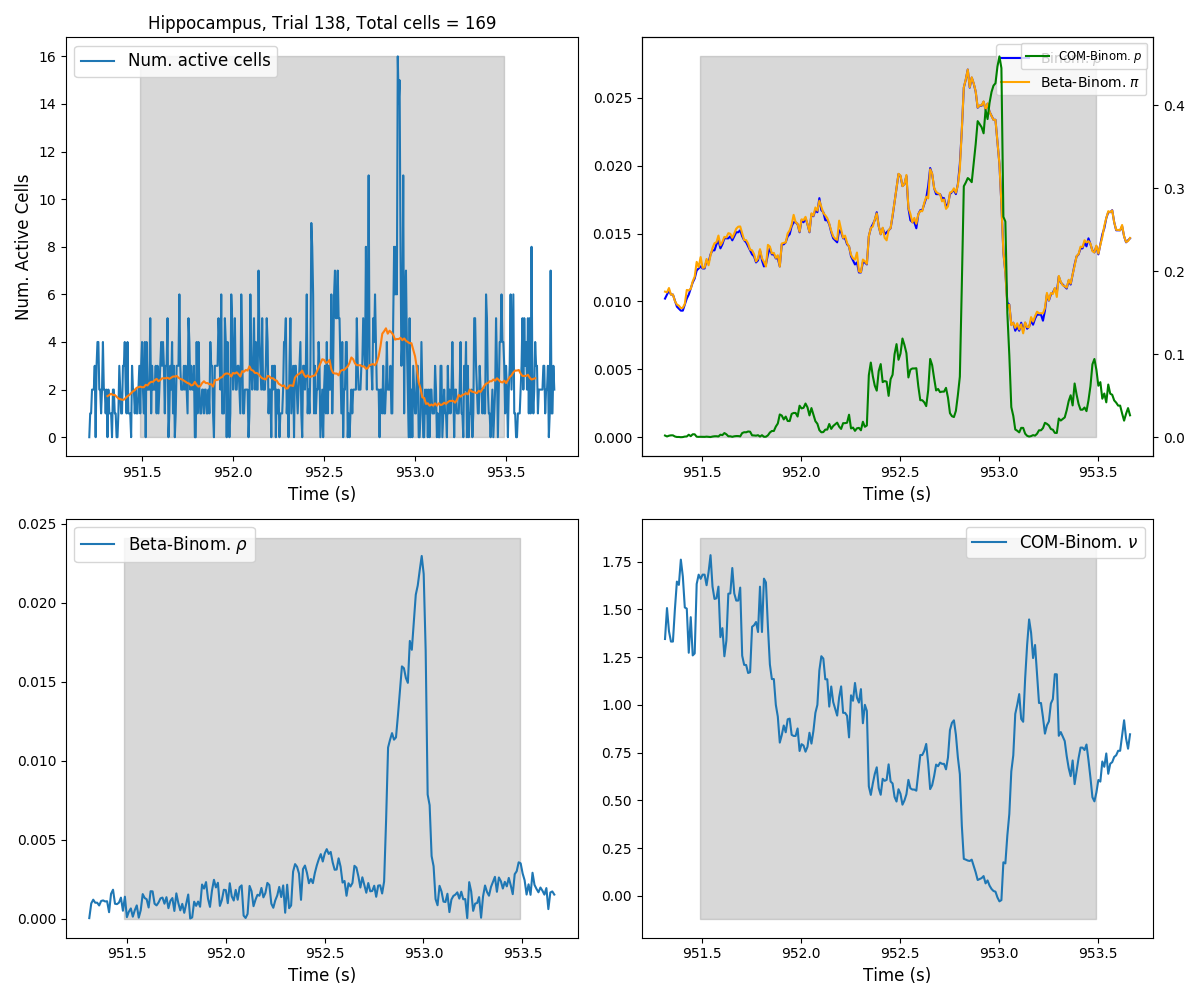 Hippocampus, Trial 138, Total cells = 169
Num. active cells
16
14
12
10
8
6
4
2
0
Num. Active Cells
951.5 952.0 952.5 953.0 953.5
Time (s)
COM-Binom. p
Beta-Binom. π
0.025
0.020
0.015
0.010
0.005
0.000
0.4
0.3
0.2
0.1
0.0
951.5 952.0 952.5 953.0 953.5
Time (s)
Beta-Binom. ρ
0.025
0.020
0.015
0.010
0.005
0.000
951.5 952.0 952.5 953.0 953.5
Time (s)
COM-Binom. ν
1.75
1.50
1.25
1.00
0.75
0.50
0.25
0.00
951.5 952.0 952.5 953.0 953.5
Time (s)